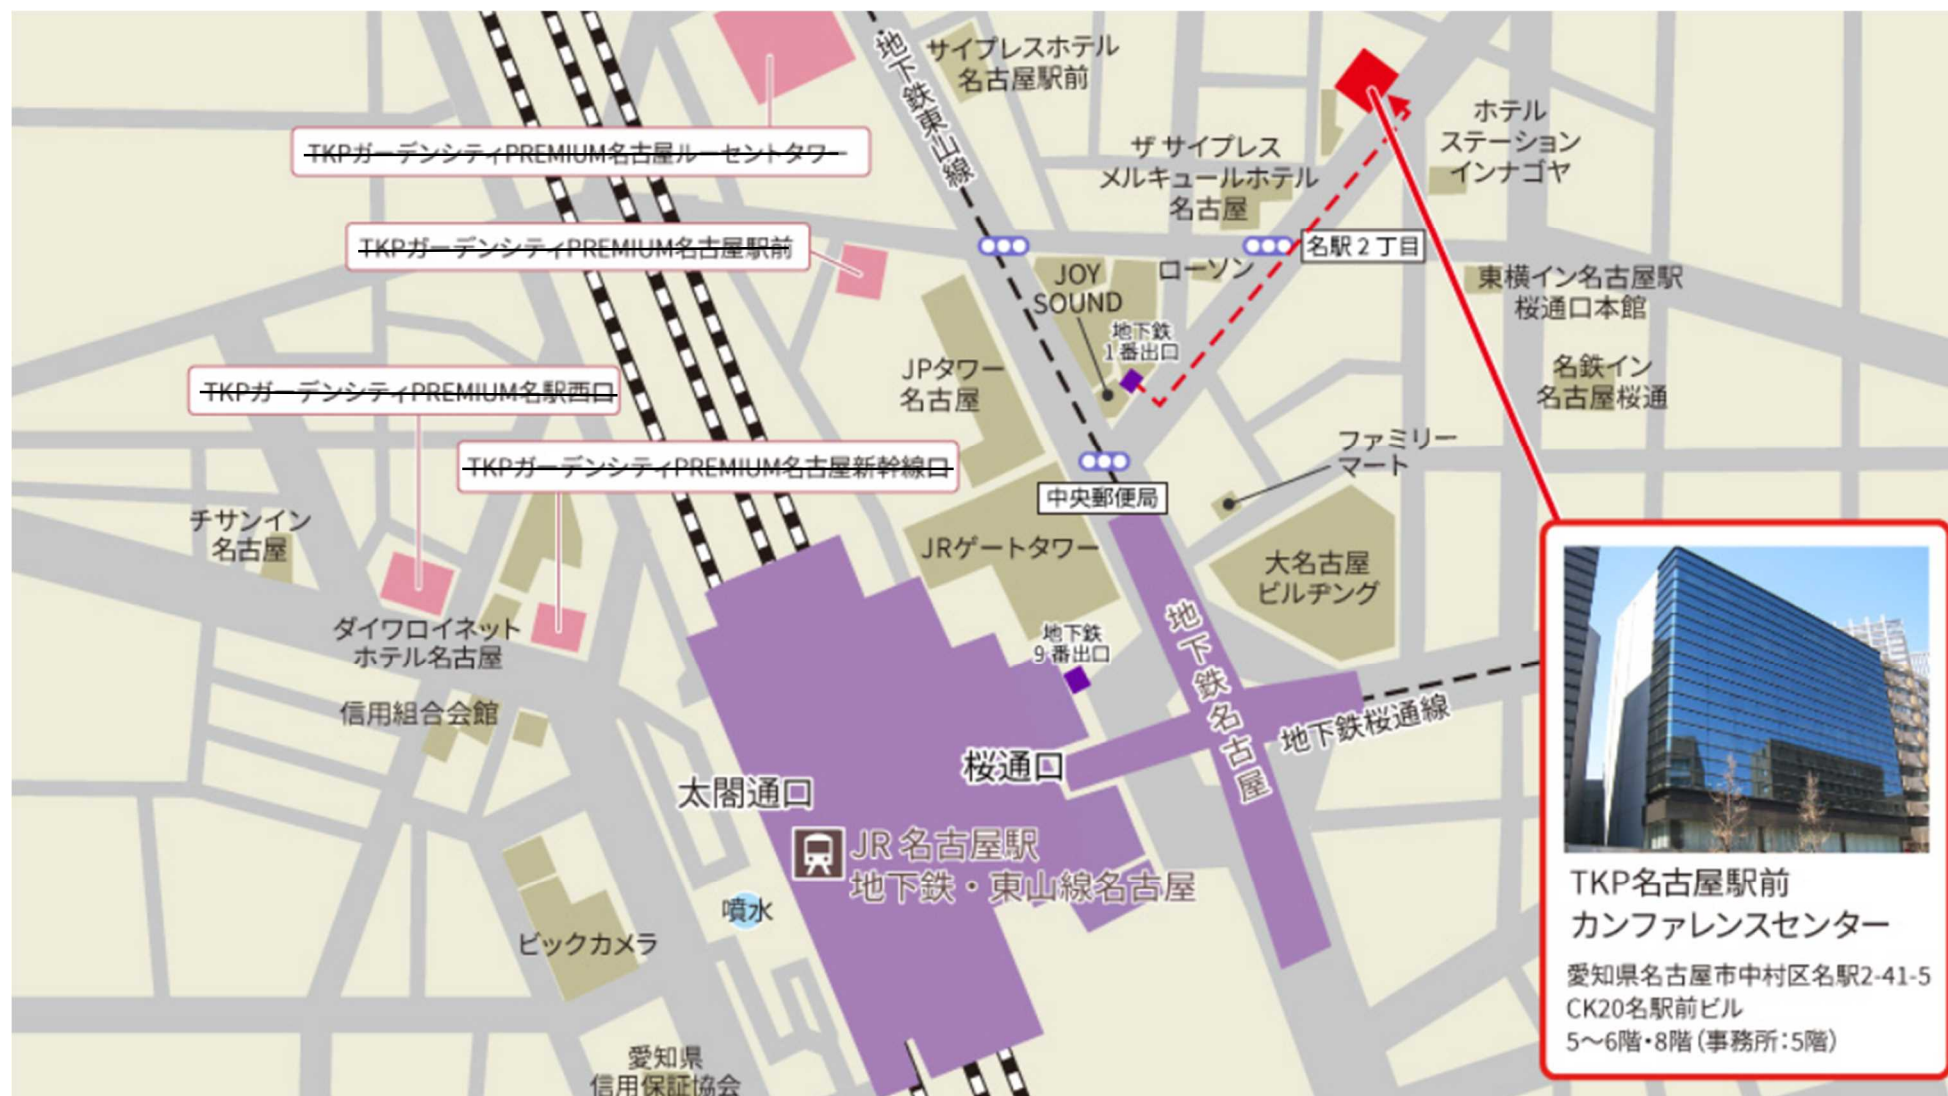 地下鉄東山線
サイプレスホテル
名古屋駅前
TKPガーデンシティPREMIUM名古屋ルーセントタワー
ザ サイプレス
メルキュールホテル
名古屋
ホテル
ステーション
インナゴヤ
TKPガーデンシティPREMIUM名古屋駅前
名駅2丁目
JOY
SOUND
ローソン
東横イン名古屋駅
桜通口本館
地下鉄
1番出口
JPタワー
名古屋
名鉄イン
名古屋桜通
TKPガーデンシティPREMIUM名駅西口
ファミリー
マート
TKPガーデンシティPREMIUM名古屋新幹線口
中央郵便局
チサンイン
名古屋
JRゲートタワー
大名古屋
ビルヂング
ダイワロイネット
ホテル名古屋
地下鉄
9番出口
地下鉄名古屋
信用組合会館
地下鉄桜通線
桜通口
太閤通口
JR 名古屋駅
地下鉄・東山線名古屋
噴水
ビックカメラ
愛知県
信用保証協会
TKP名古屋駅前
カンファレンスセンター
愛知県名古屋市中村区名駅2-41-5
CK20名駅前ビル
5～6階・8階（事務所：5階）